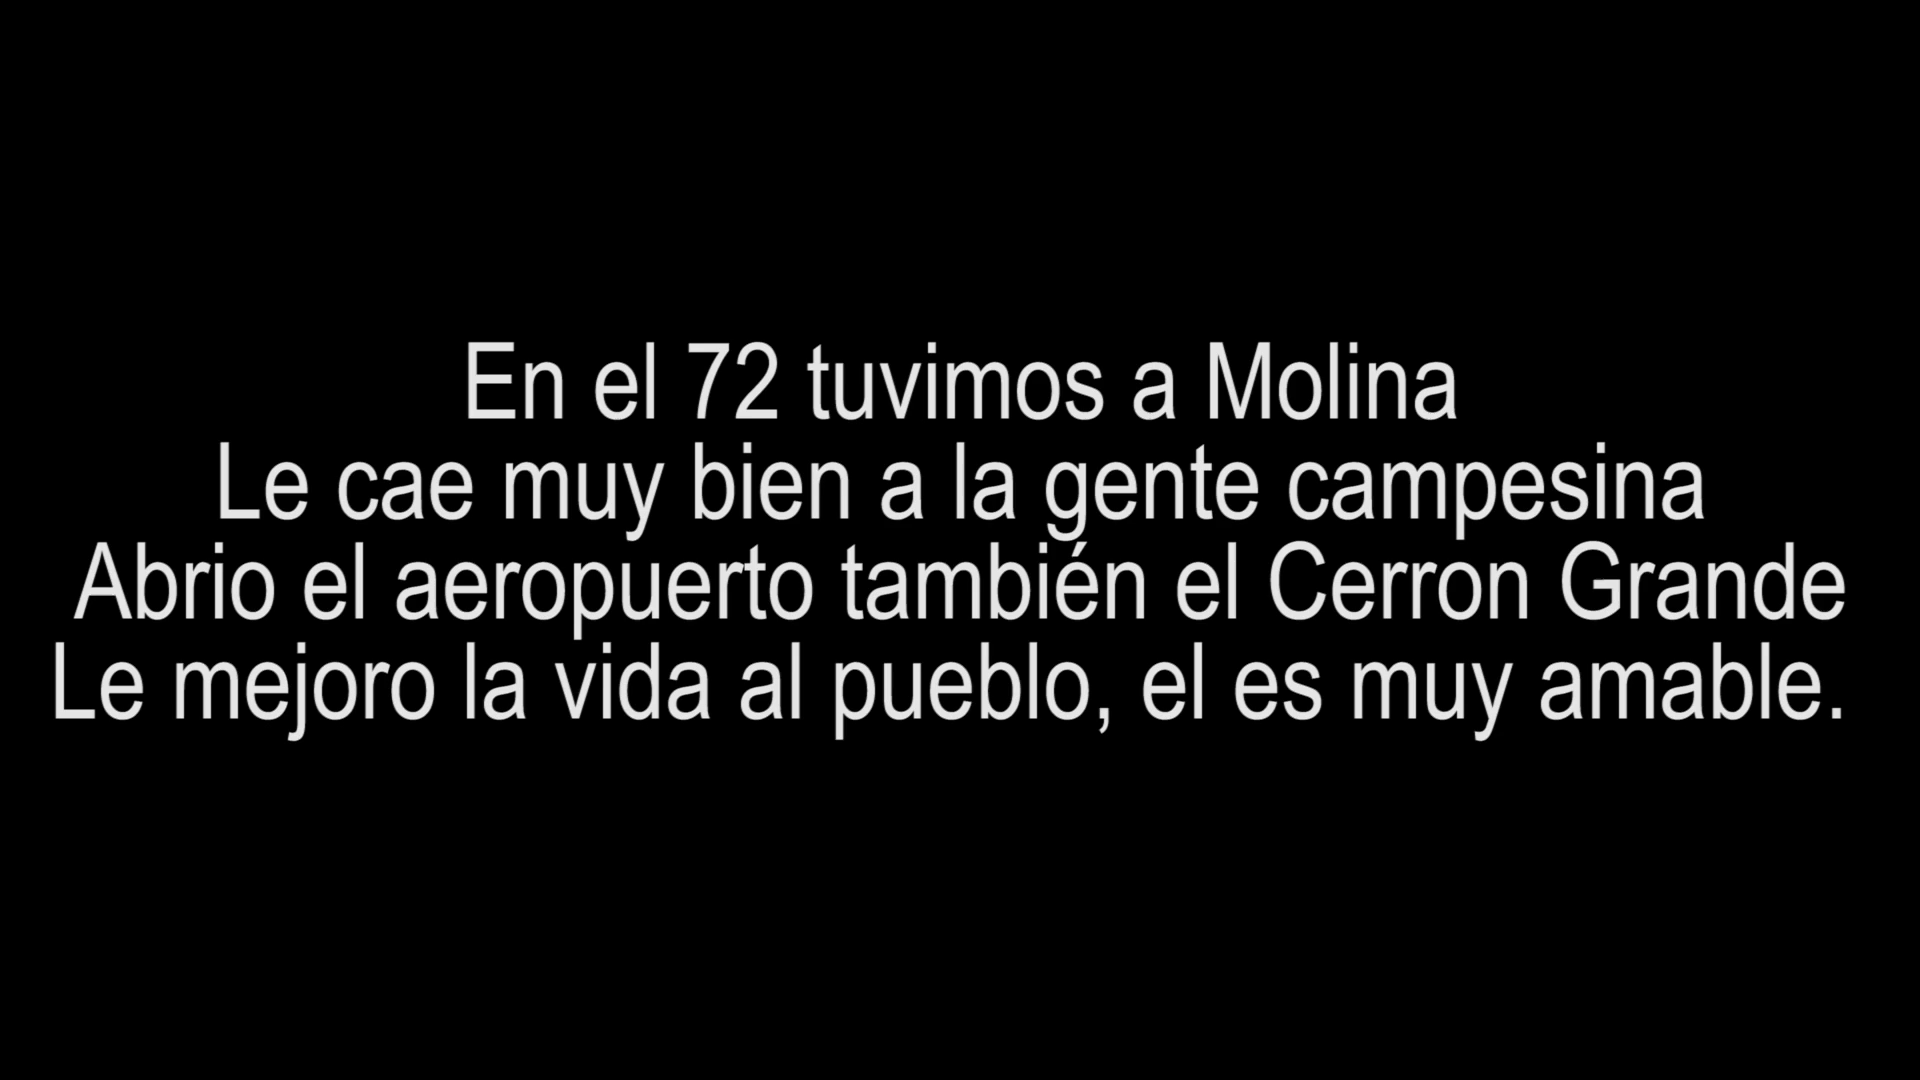 En el 72 tuvimos a Molina
Le cae muy bien a la gente campesina
Abrio el aeropuerto también el Cerron Grande
Le mejoro la vida al pueblo, el es muy amable.